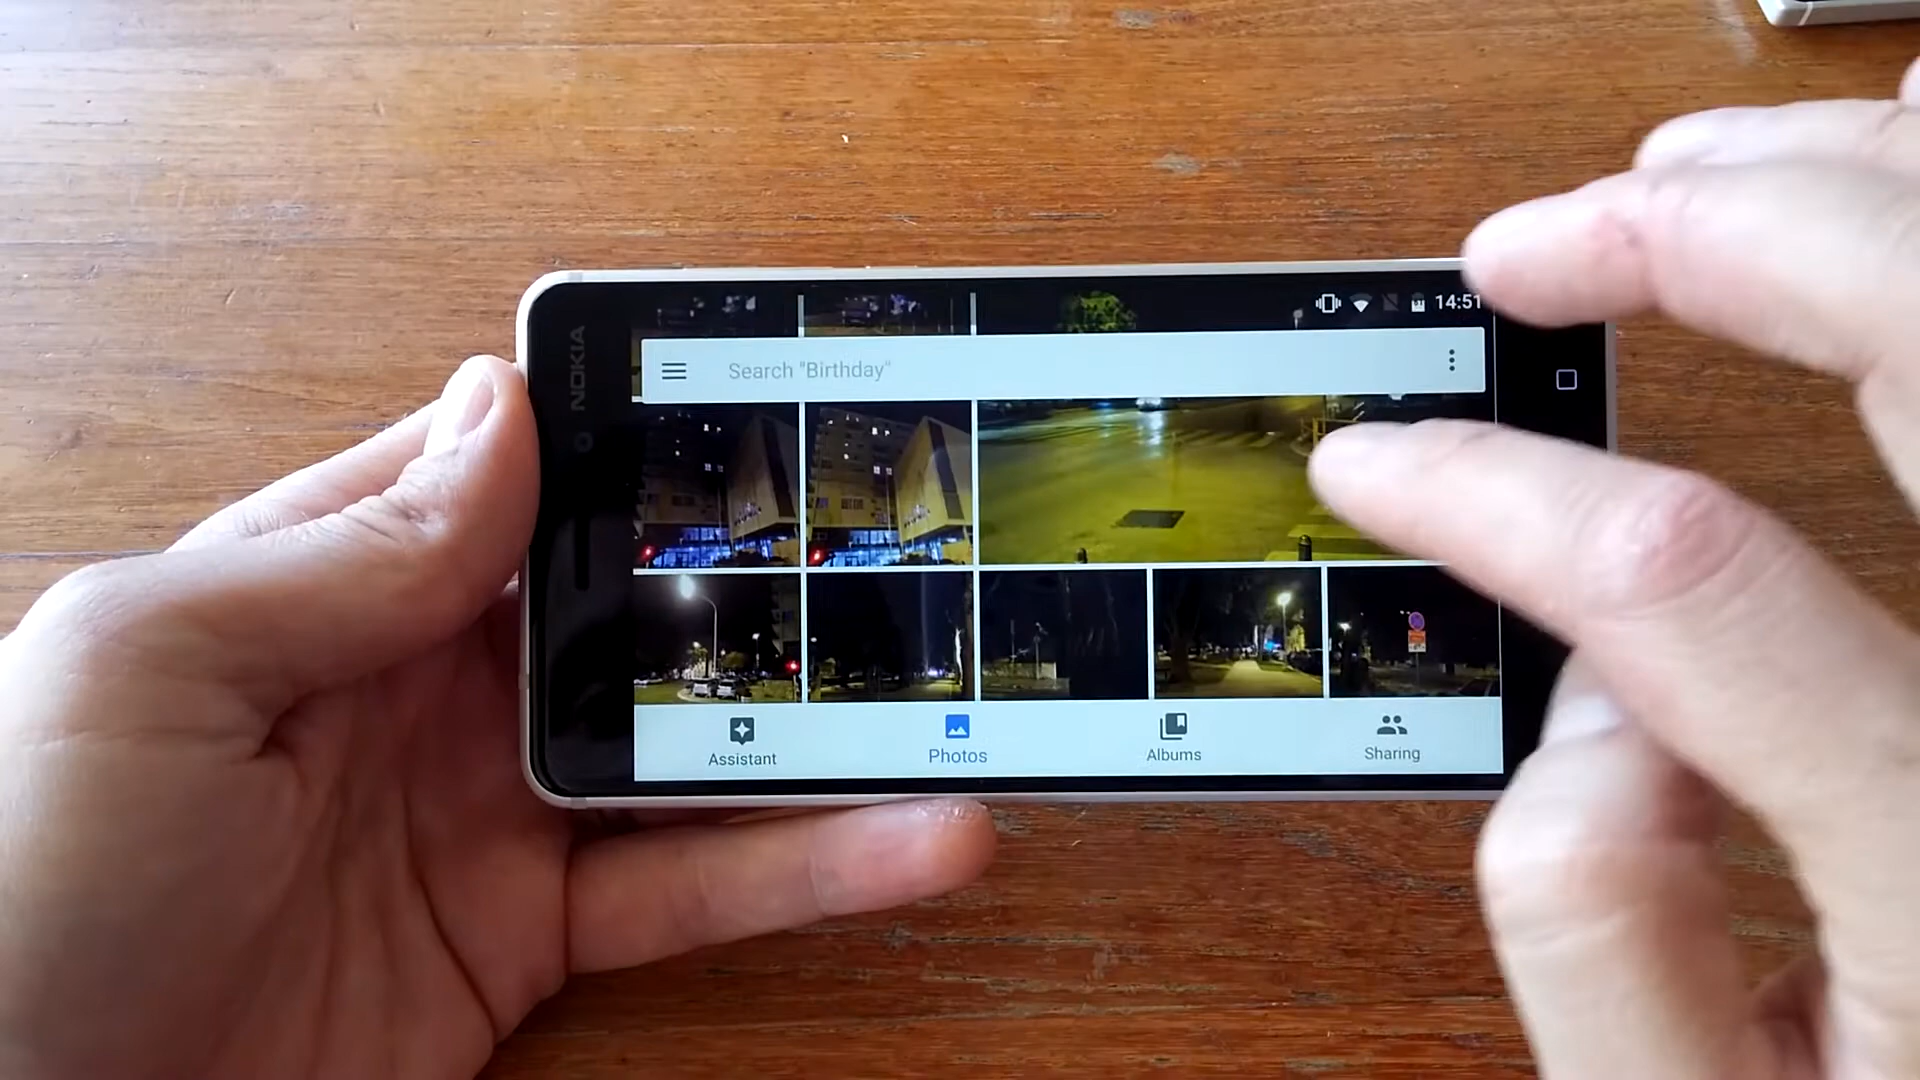 NOKIA
14:51
Search "Birthday"
Assistant
Photos
Albums
Sharing